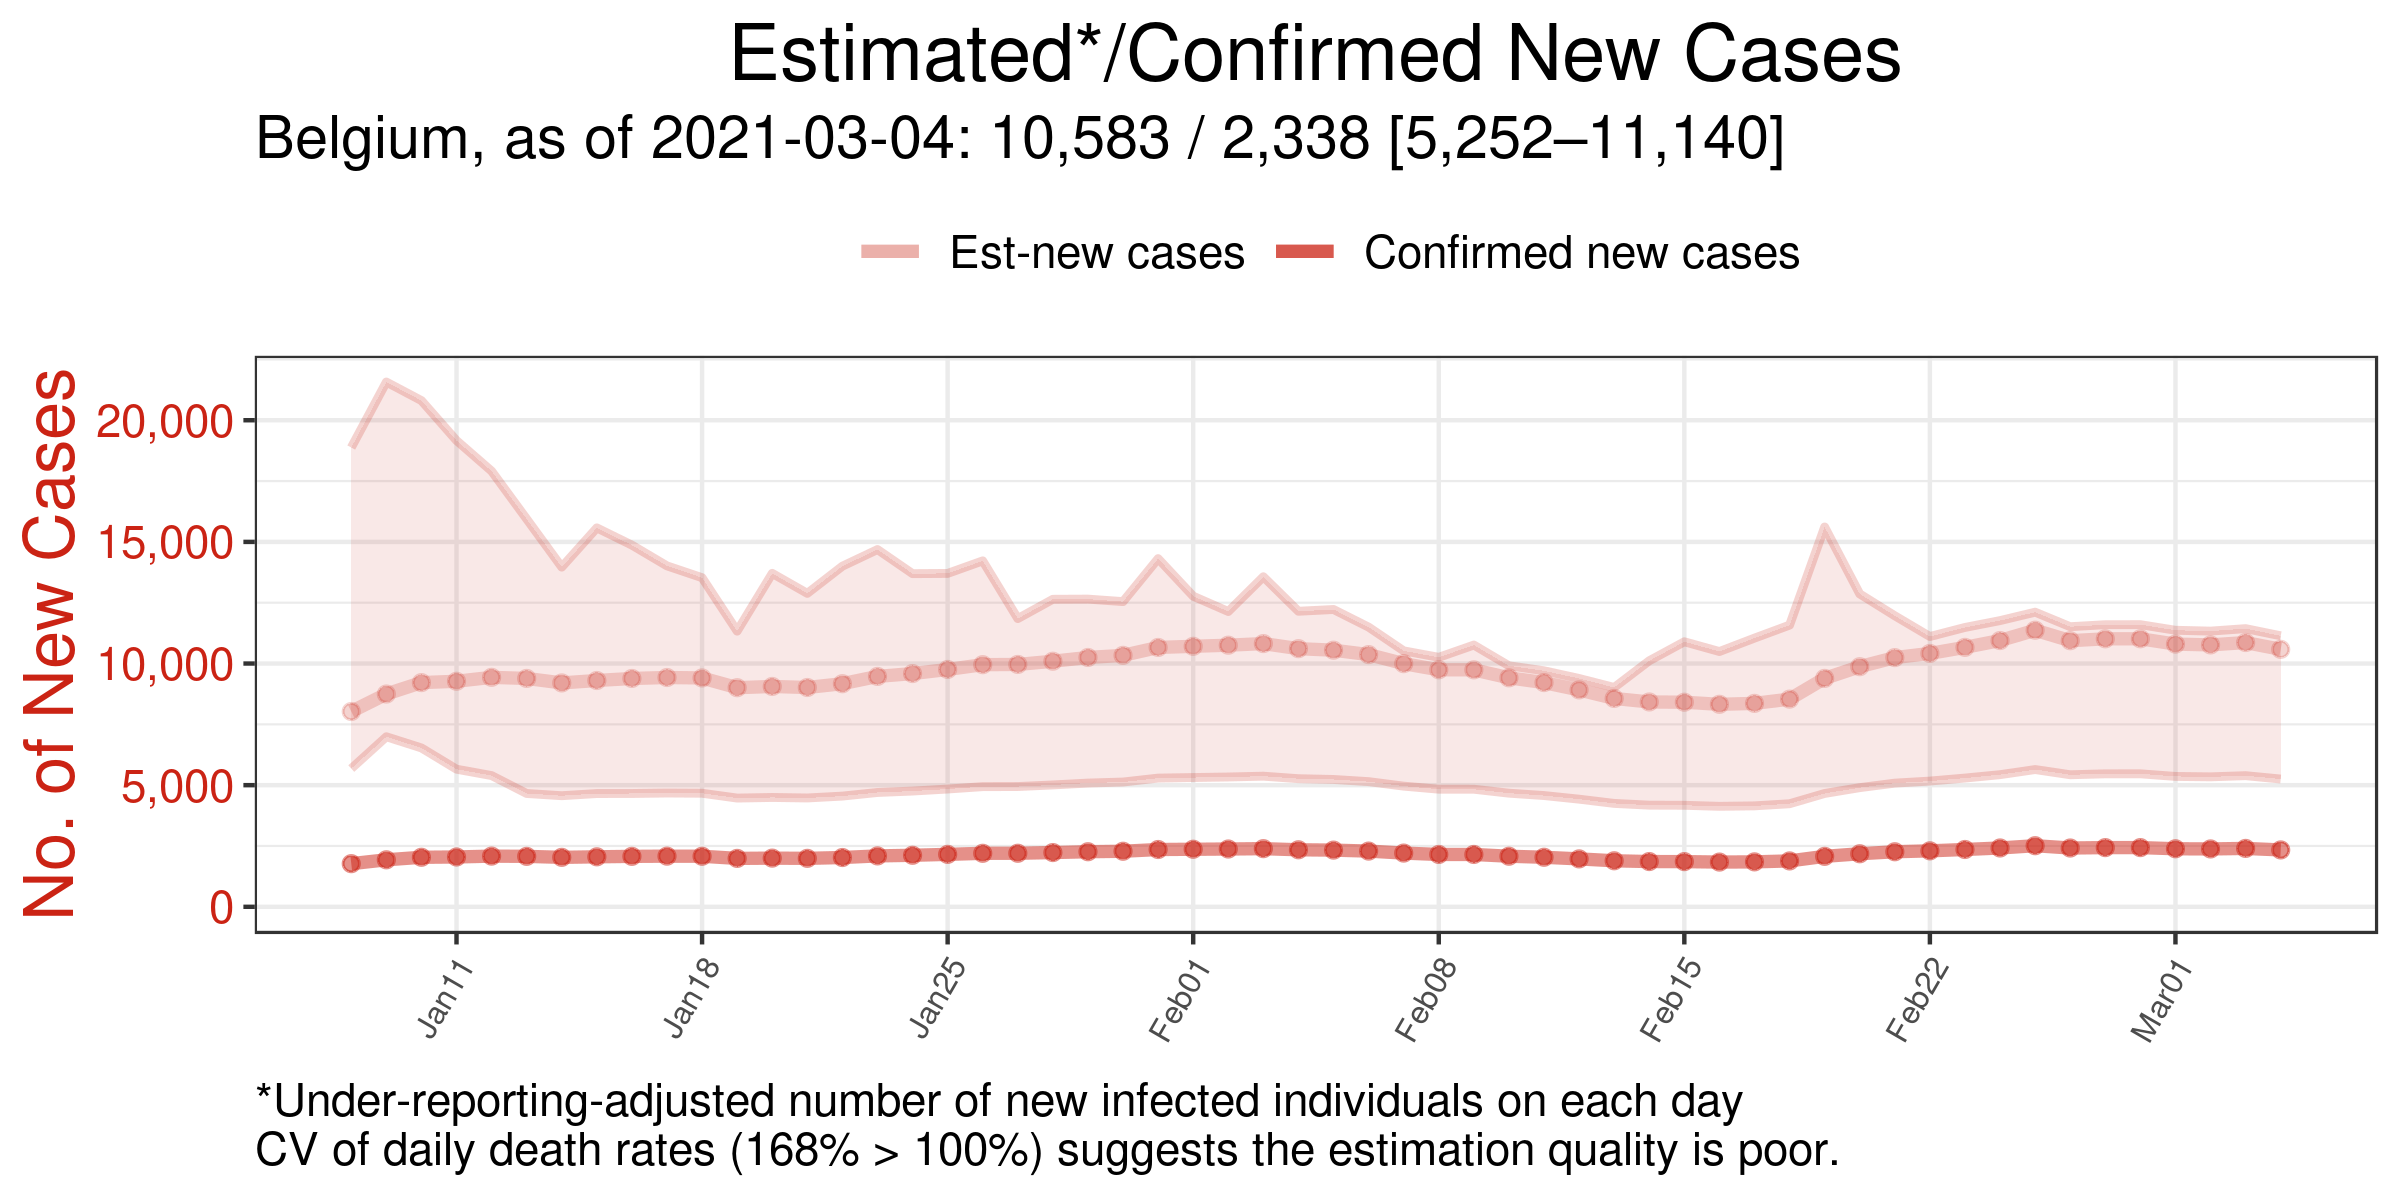 Estimated*/Confirmed New Cases
Belgium, as of 2021-03-04: 10,583 / 2,338 [5,252–11,140]
Est-new cases
Confirmed new cases
No. of New Cases
20,000
15,000
10,000
5,000
0
Jan11
Jan18
Jan25
Feb01
Feb08
Feb15
Feb22
Mar01
*Under-reporting-adjusted number of new infected individuals on each day
CV of daily death rates (168% > 100%) suggests the estimation quality is poor.